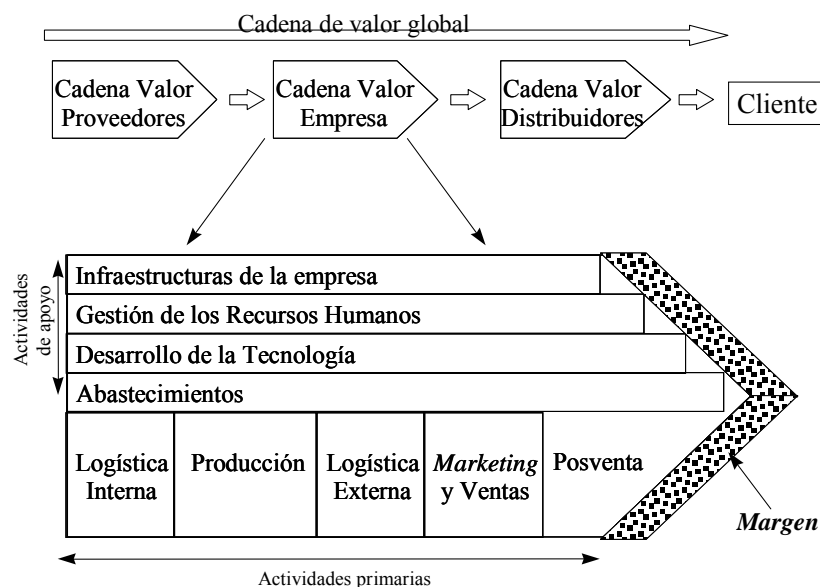 Cadena de valor global
Cadena Valor
Proveedores
Cadena Valor
Empresa
Cadena Valor
Distribuidores
Cliente
Actividades
de apoyo
Infraestructuras de la empresa
Gestión de los Recursos Humanos
Desarrollo de la Tecnología
Abastecimientos
Logística
Interna
Producción
Logística
Externa
Marketing
y Ventas
Posventa
Margen
Actividades primarias